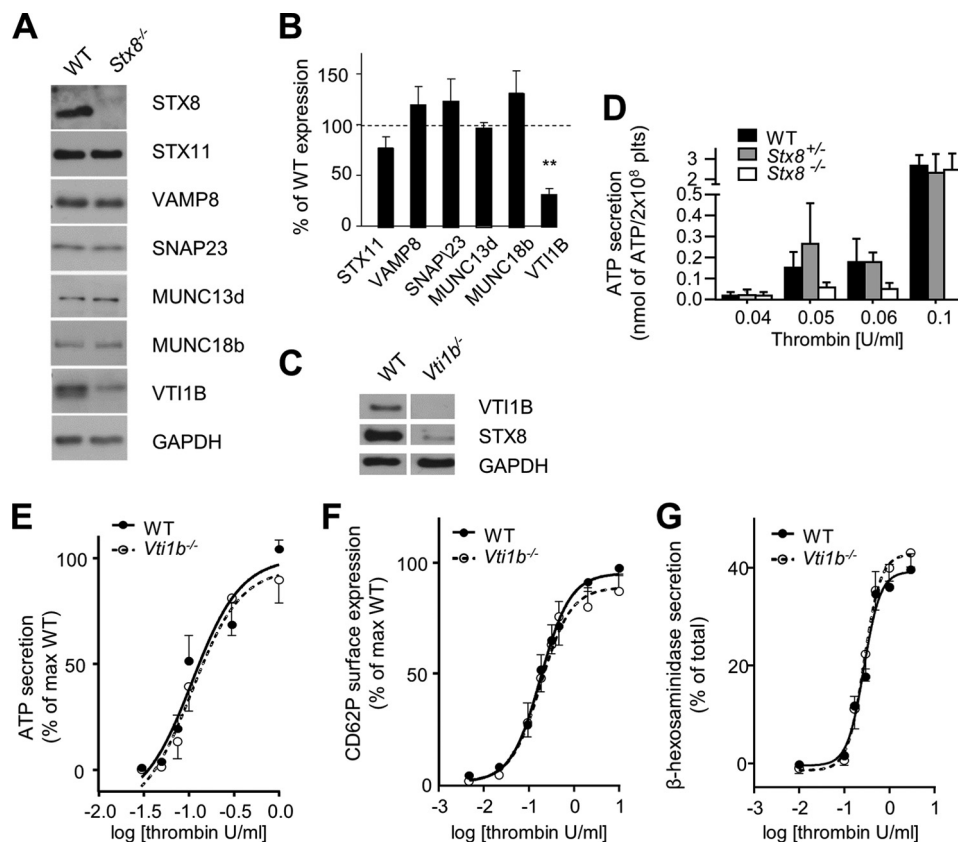 A
WT
Stx8-/-
STX8
STX11
VAMP8
SNAP23
MUNC13d
MUNC18b
VTI1B
GAPDH
B
% of WT expression
150
100
50
0
**
STX11
VAMP8
SNAP\23
MUNC13d
MUNC18b
VTI1B
C
WT
Vti1b-/-
VTI1B
STX8
GAPDH
D
WT
Stx8+/-
Stx8 -/-
ATP secretion
(nmol of ATP/2x10⁸ plts)
3
2
0.5
0.4
0.3
0.2
0.1
0.0
0.04
0.05
0.06
0.1
Thrombin [U/ml]
E
WT
Vti1b-/-
ATP secretion
(% of max WT)
100
50
0
-2.0
-1.5
-1.0
-0.5
0.0
log [thrombin U/ml]
F
WT
Vti1b-/-
CD62P surface expression
(% of max WT)
100
50
0
-3
-2
-1
0
1
log [thrombin U/ml]
G
WT
Vti1b-/-
β-hexosaminidase secretion
(% of total)
40
20
0
-3
-2
-1
0
1
log [thrombin U/ml]